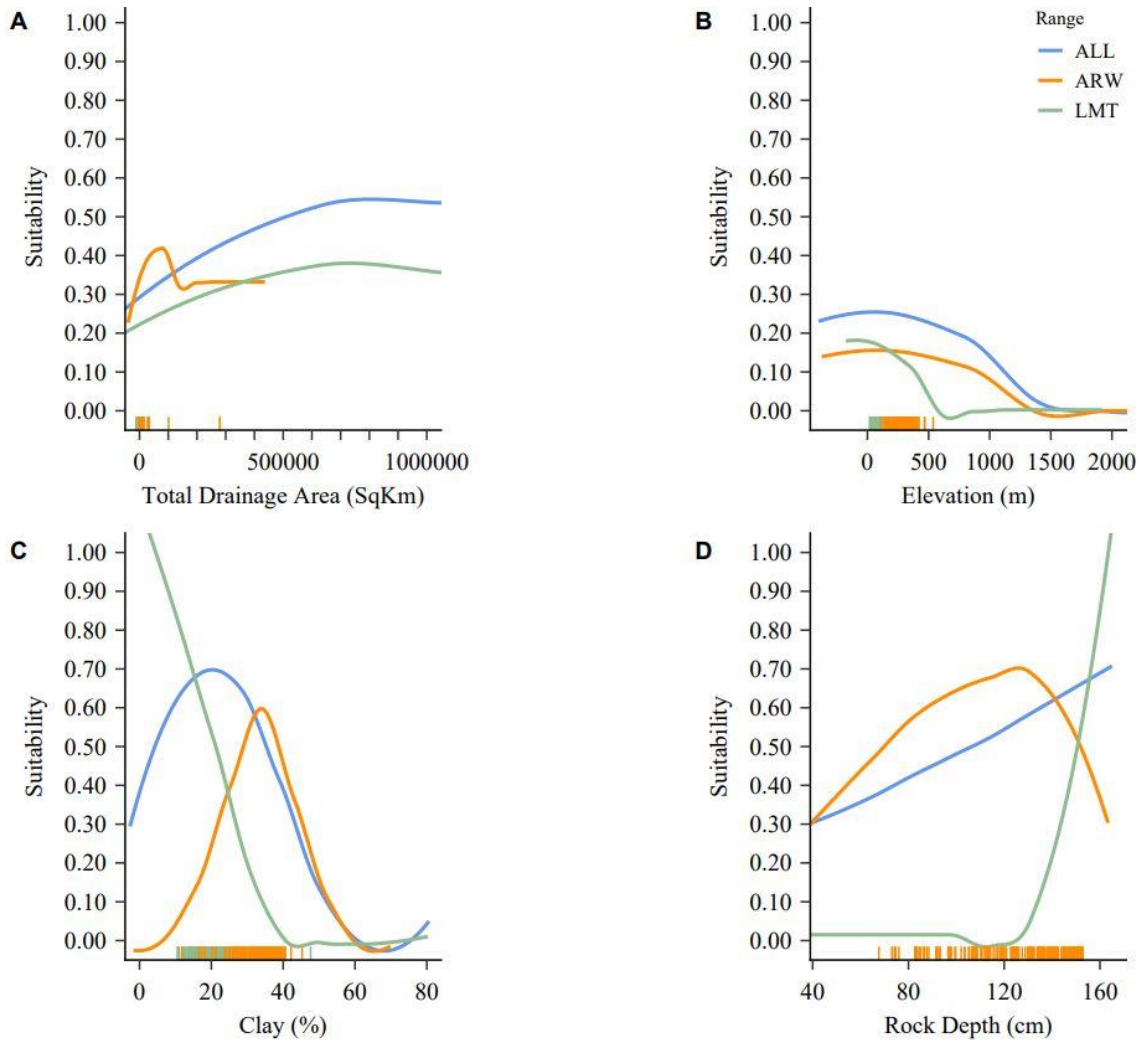 A
1.00
0.90
0.80
0.70
0.60
0.50
0.40
0.30
0.20
0.10
0.00
Suitability
0 500000 1000000
Total Drainage Area (SqKm)
B
1.00
0.90
0.80
0.70
0.60
0.50
0.40
0.30
0.20
0.10
0.00
Suitability
0 500 1000 1500 2000
Elevation (m)
Range
ALL
ARW
LMT
C
1.00
0.90
0.80
0.70
0.60
0.50
0.40
0.30
0.20
0.10
0.00
Suitability
0 20 40 60 80
Clay (%)
D
1.00
0.90
0.80
0.70
0.60
0.50
0.40
0.30
0.20
0.10
0.00
Suitability
40 80 120 160
Rock Depth (cm)